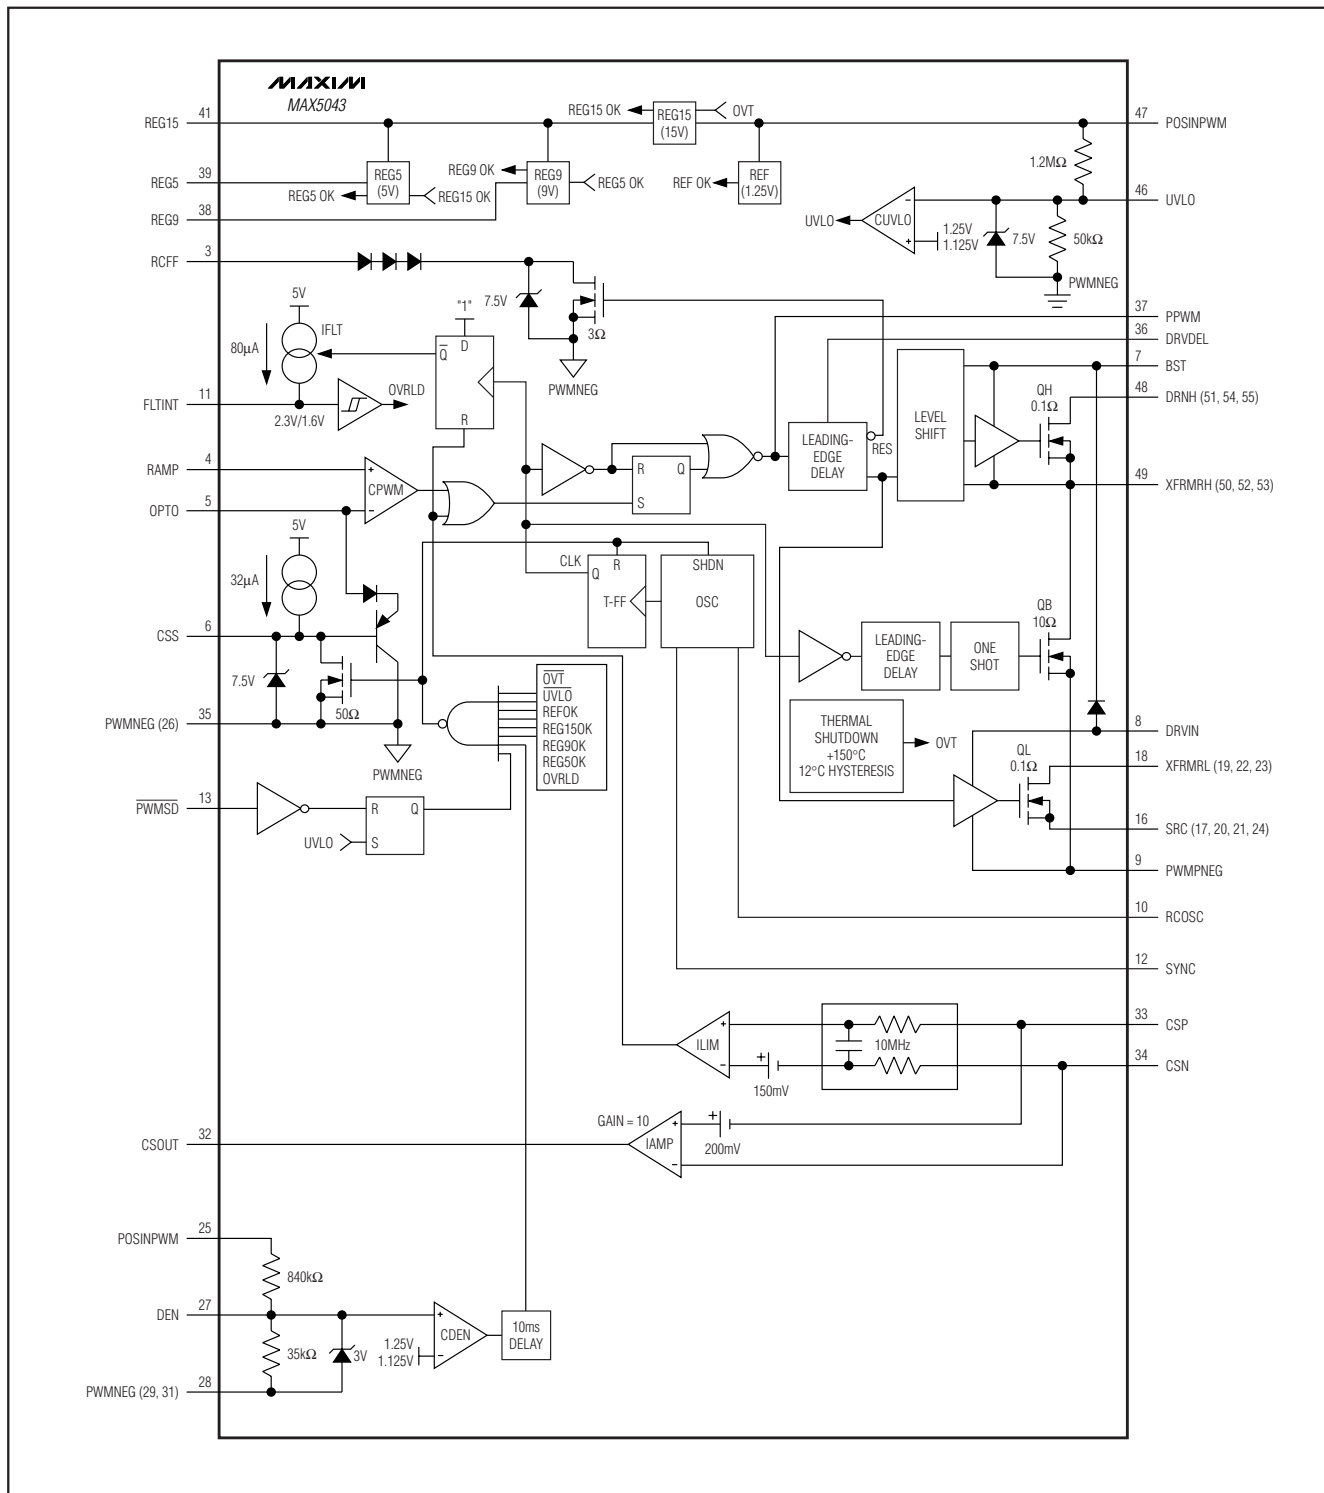 MAXIM
MAX5043
REG15 41
REG15 OK
REG15
(15V)
OVT
47 POSINPWM
1.2MΩ
REG5 39
REG5
(5V)
REG5 OK
REG15 OK
REG9 OK
REG9
(9V)
REG5 OK
REF OK
REF
(1.25V)
46 UVLO
REG9 38
UVLO
CUVLO
-
+
1.25V
1.125V
7.5V
50kΩ
PWMNEG
RCFF 3
7.5V
3Ω
PWMNEG
5V
IFLT
80µA
"1"
D
Q̅
R
37 PPWM
36 DRVDEL
7 BST
48 DRNH (51, 54, 55)
FLTINT 11
2.3V/1.6V
OVRLD
LEADING-
EDGE
DELAY
RES
LEVEL
SHIFT
QH
0.1Ω
RAMP 4
OPTO 5
+
CPWM
-
R
Q
S
49 XFRMRH (50, 52, 53)
5V
32µA
CLK
R
Q
T-FF
SHDN
OSC
CSS 6
7.5V
50Ω
QB
10Ω
LEADING-
EDGE
DELAY
ONE
SHOT
PWMNEG (26) 35
PWMNEG
O̅V̅T̅
U̅V̅L̅O̅
REFOK
REG15OK
REG9OK
REG5OK
OVRLD
THERMAL
SHUTDOWN
+150°C
12°C HYSTERESIS
OVT
8 DRVIN
QL
0.1Ω
18 XFRMRL (19, 22, 23)
P̅W̅M̅S̅D̅ 13
R
Q
S
UVLO
16 SRC (17, 20, 21, 24)
9 PWMPNEG
10 RCOSC
12 SYNC
33 CSP
+
ILIM
-
+
150mV
10MHz
34 CSN
CSOUT 32
GAIN = 10
+
IAMP
-
+
200mV
POSINPWM 25
840kΩ
DEN 27
35kΩ
3V
1.25V
1.125V
+
CDEN
-
10ms
DELAY
PWMNEG (29, 31) 28